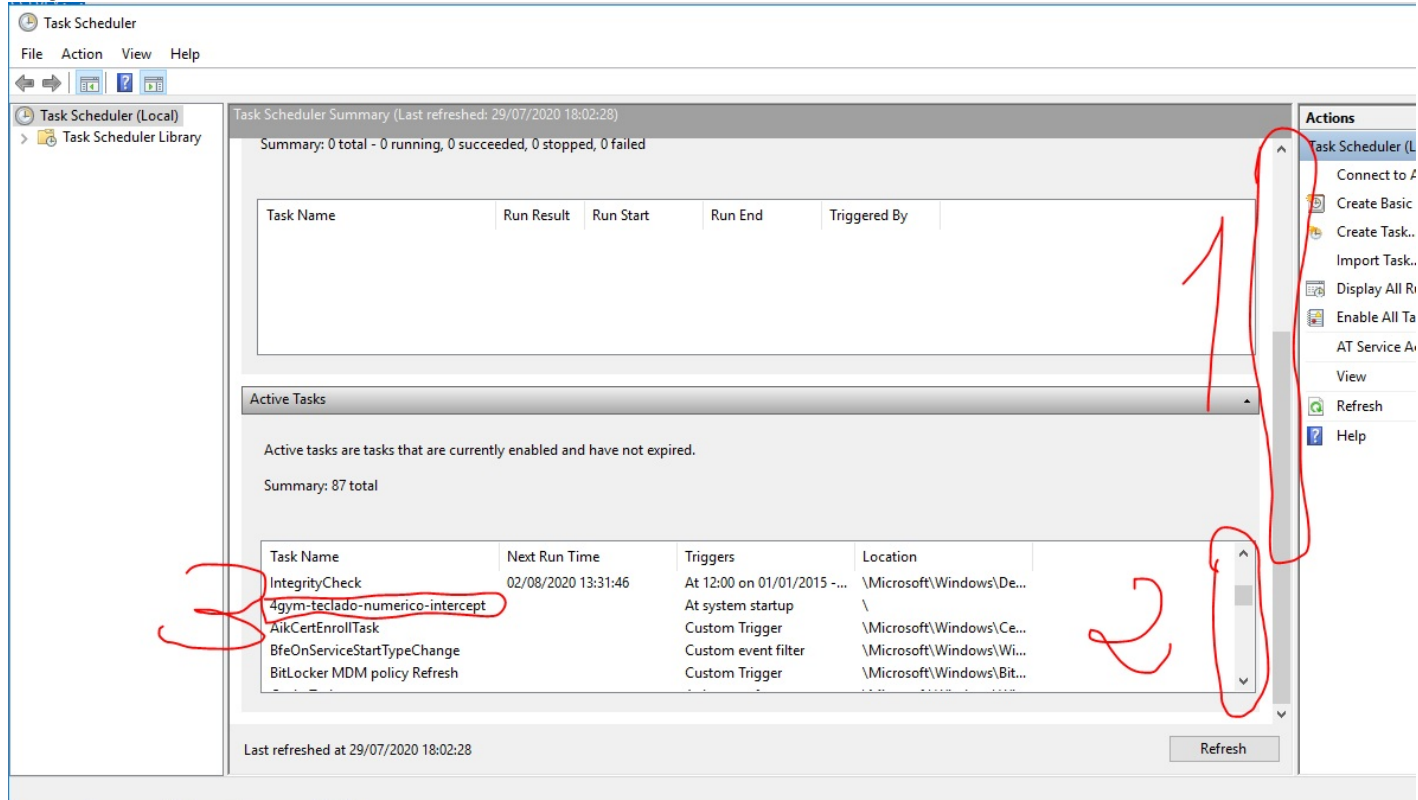 Task Scheduler
File Action View Help
Task Scheduler (Local)
Task Scheduler Library
Task Scheduler Summary (Last refreshed: 29/07/2020 18:02:28)
Summary: 0 total - 0 running, 0 succeeded, 0 stopped, 0 failed
Task Name Run Result Run Start Run End Triggered By
1
Active Tasks
Active tasks are tasks that are currently enabled and have not expired.
Summary: 87 total
Task Name Next Run Time Triggers Location
IntegrityCheck 02/08/2020 13:31:46 At 12:00 on 01/01/2015 -... \Microsoft\Windows\De...
4gym-teclado-numerico-intercept At system startup \
AikCertEnrollTask Custom Trigger \Microsoft\Windows\Ce...
BfeOnServiceStartTypeChange Custom event filter \Microsoft\Windows\Wi...
BitLocker MDM policy Refresh Custom Trigger \Microsoft\Windows\Bit...
3
2
Last refreshed at 29/07/2020 18:02:28
Refresh
Actions
Task Scheduler (L
Connect to A
Create Basic
Create Task...
Import Task...
Display All Ru
Enable All Ta
AT Service Ac
View
Refresh
Help